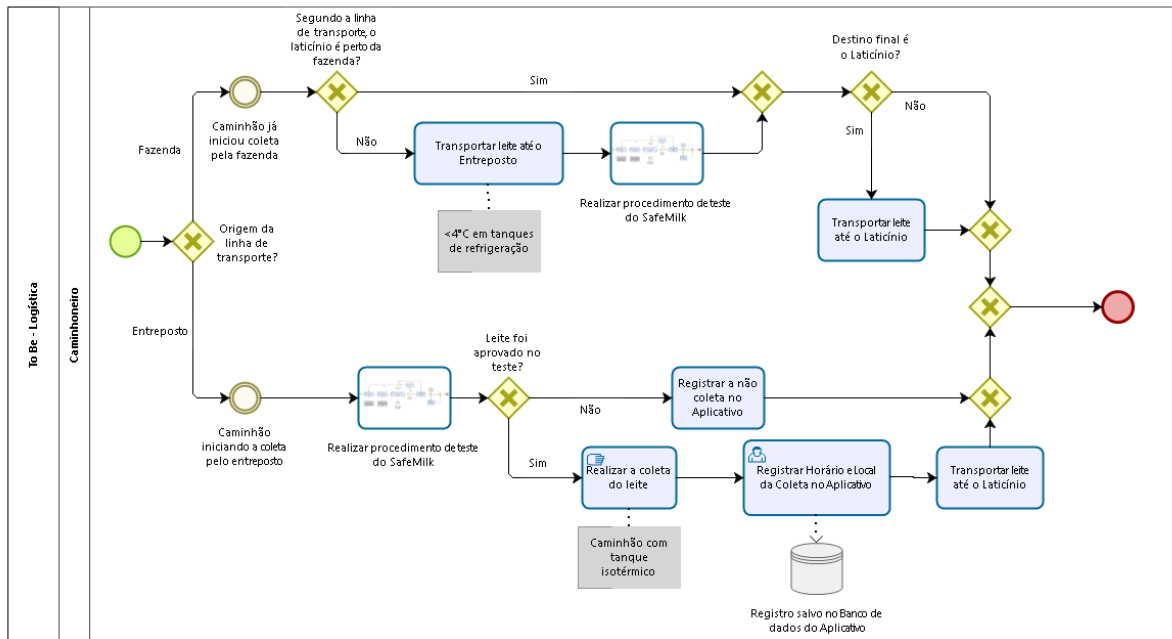 To Be - Logística
Caminhoneiro
Segundo a linha
de transporte, o
laticínio é perto da
fazenda?
Destino final é
o Laticínio?
Sim
Não
Sim
Não
Fazenda
Caminhão já
iniciou coleta
pela fazenda
Transportar leite até o
Entreposto
Realizar procedimento de teste
do SafeMilk
<4°C em tanques
de refrigeração
Transportar leite
até o Laticínio
Origem da
linha de
transporte?
Entreposto
Leite foi
aprovado no
teste?
Registrar a não
coleta no
Aplicativo
Não
Caminhão
iniciando a coleta
pelo entreposto
Realizar procedimento de teste
do SafeMilk
Sim
Realizar a coleta
do leite
Registrar Horário e Local
da Coleta no Aplicativo
Transportar leite
até o Laticínio
Caminhão com
tanque
isotérmico
Registro salvo no Banco de
dados do Aplicativo